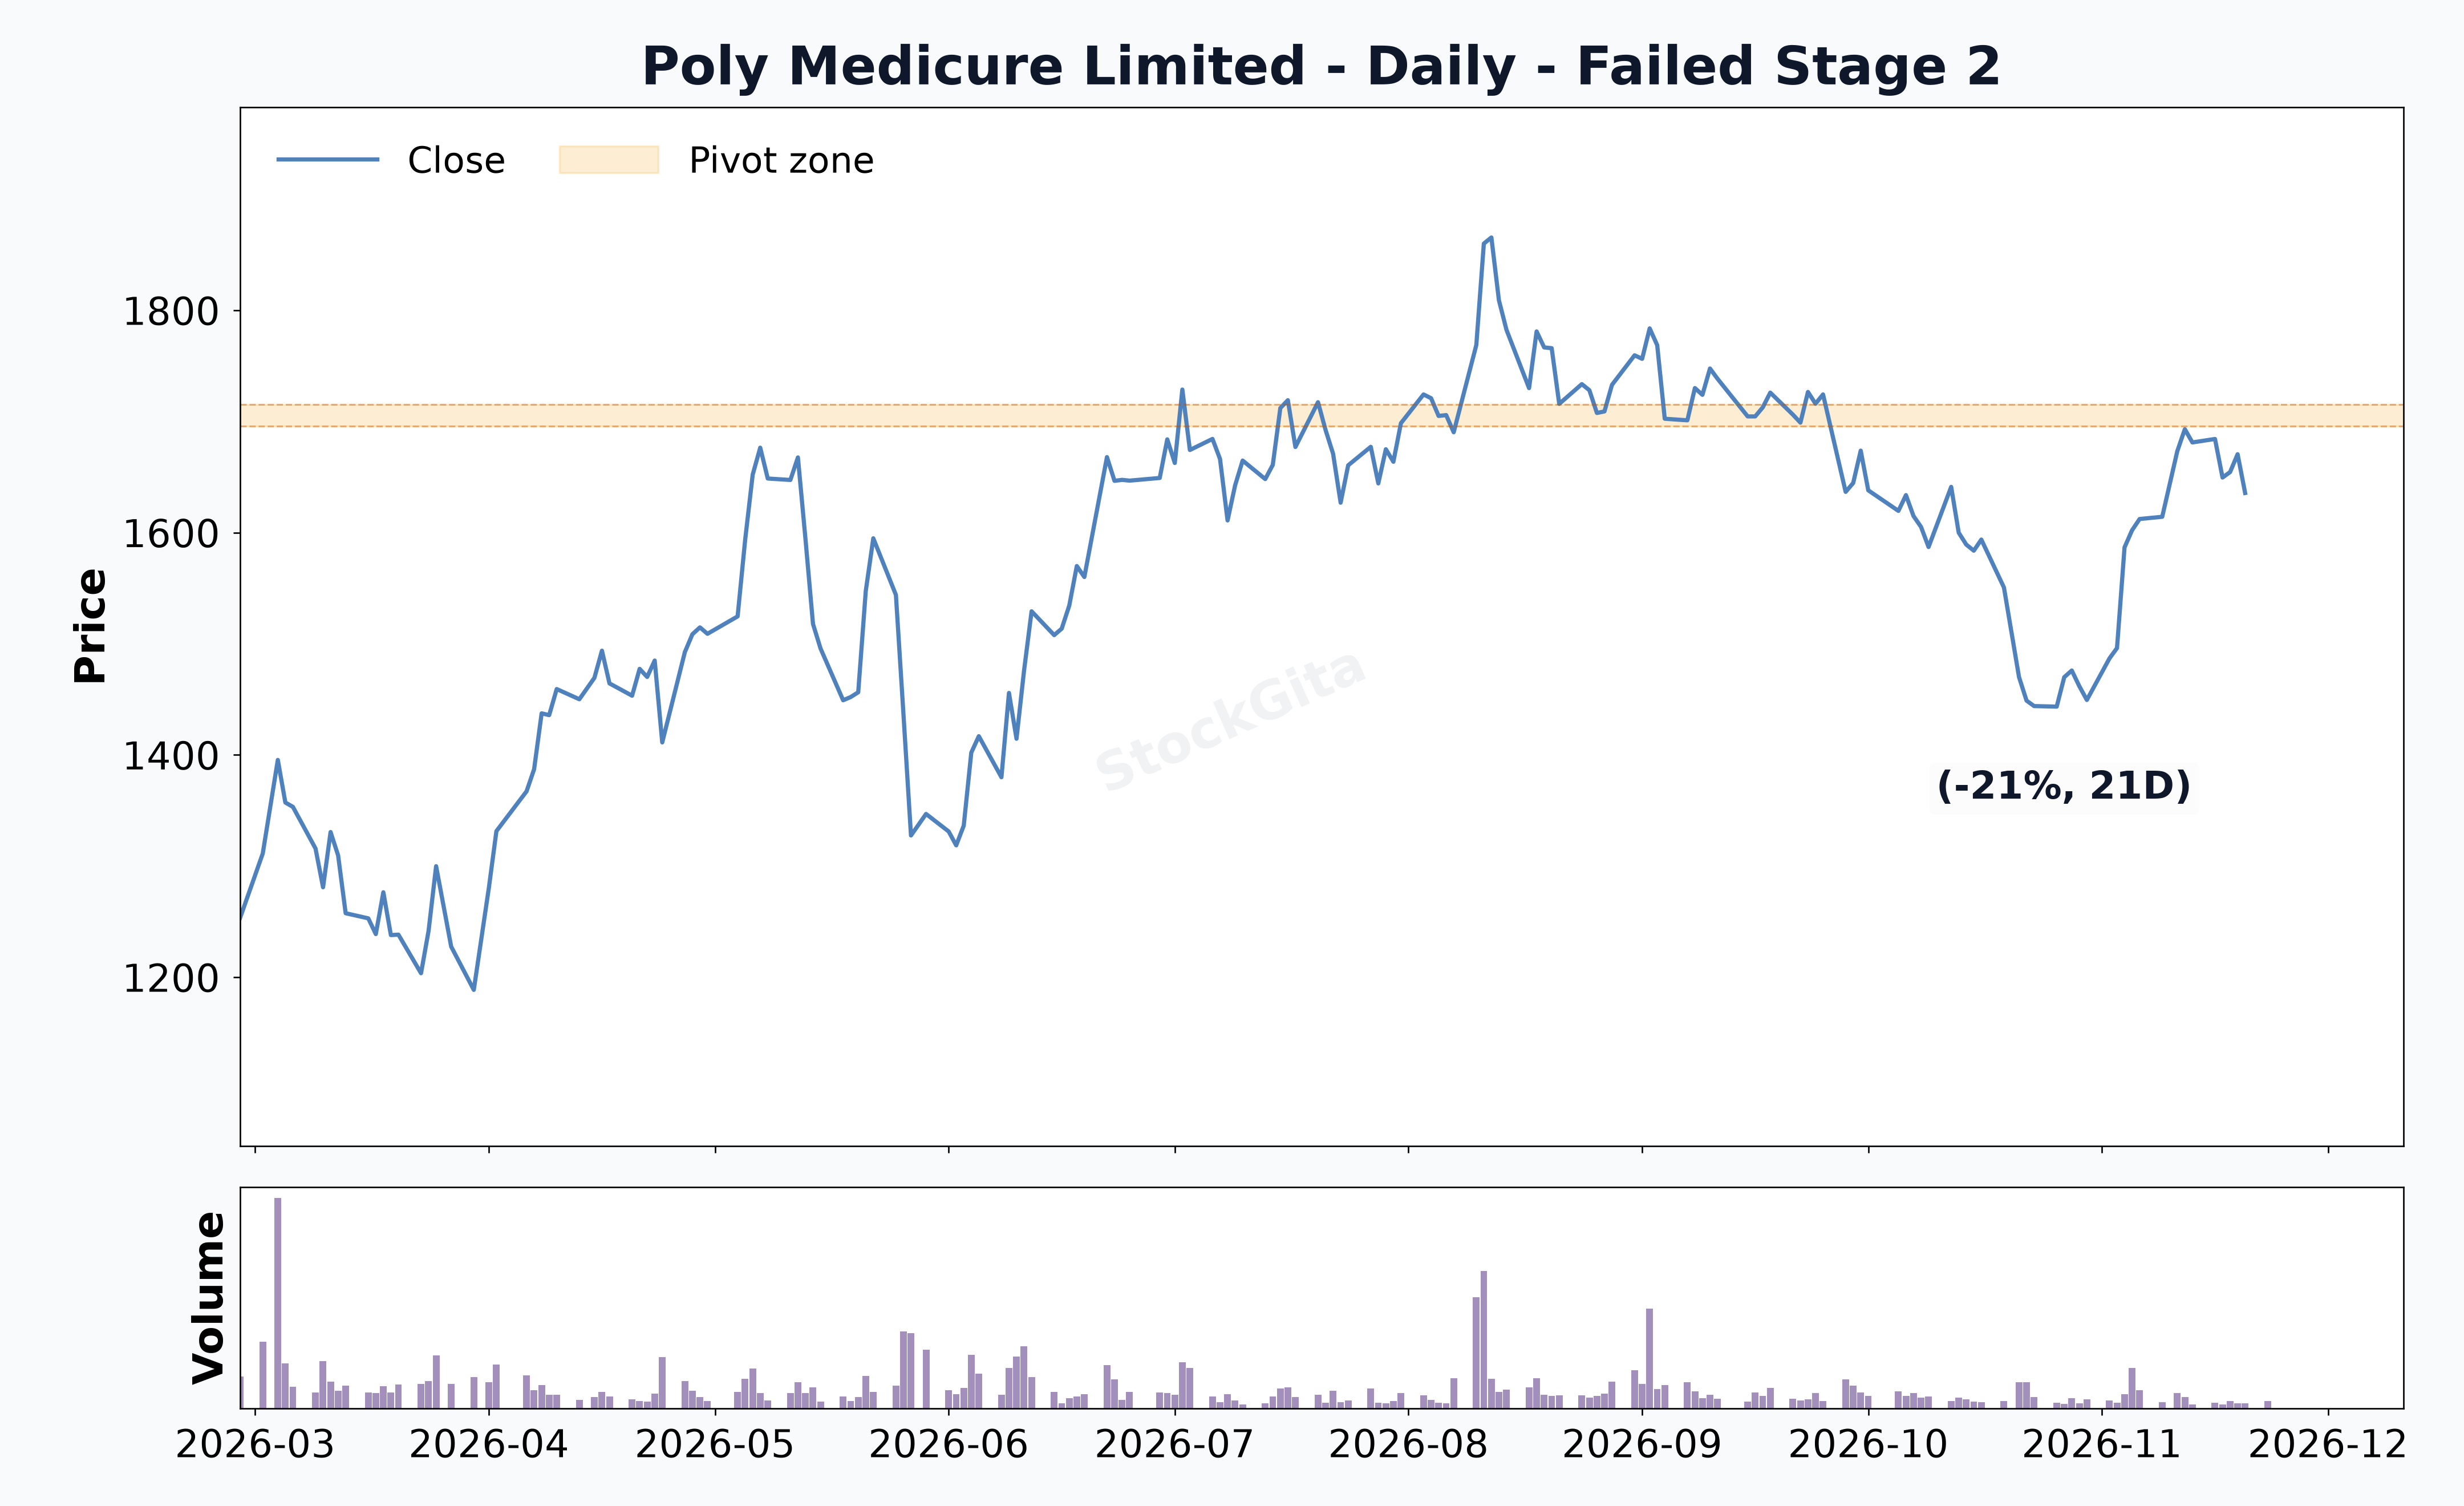 Poly Medicure Limited - Daily - Failed Stage 2
Close
Pivot zone
1800
1600
1400
1200
Price
StockGita
(-21%, 21D)
Volume
2026-03
2026-04
2026-05
2026-06
2026-07
2026-08
2026-09
2026-10
2026-11
2026-12